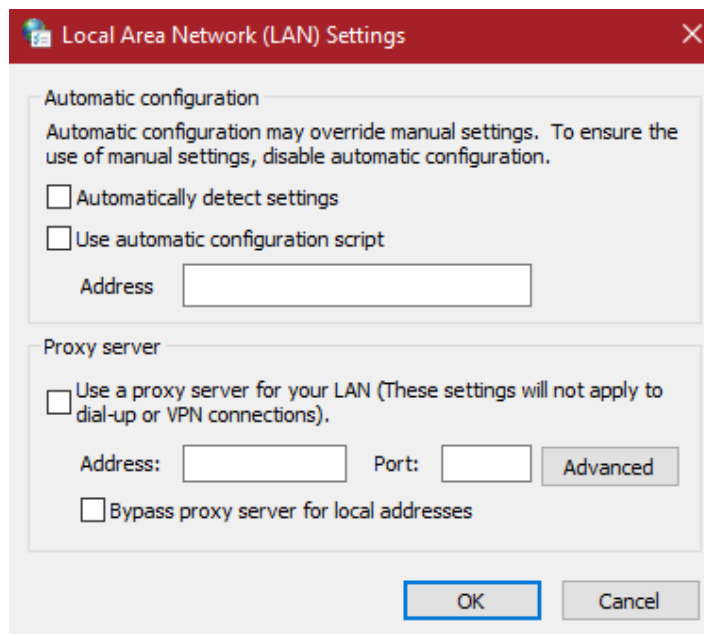 Local Area Network (LAN) Settings
Automatic configuration
Automatic configuration may override manual settings. To ensure the
use of manual settings, disable automatic configuration.
Automatically detect settings
Use automatic configuration script
Address
Proxy server
Use a proxy server for your LAN (These settings will not apply to
dial-up or VPN connections).
Address:
Port:
Advanced
Bypass proxy server for local addresses
OK
Cancel